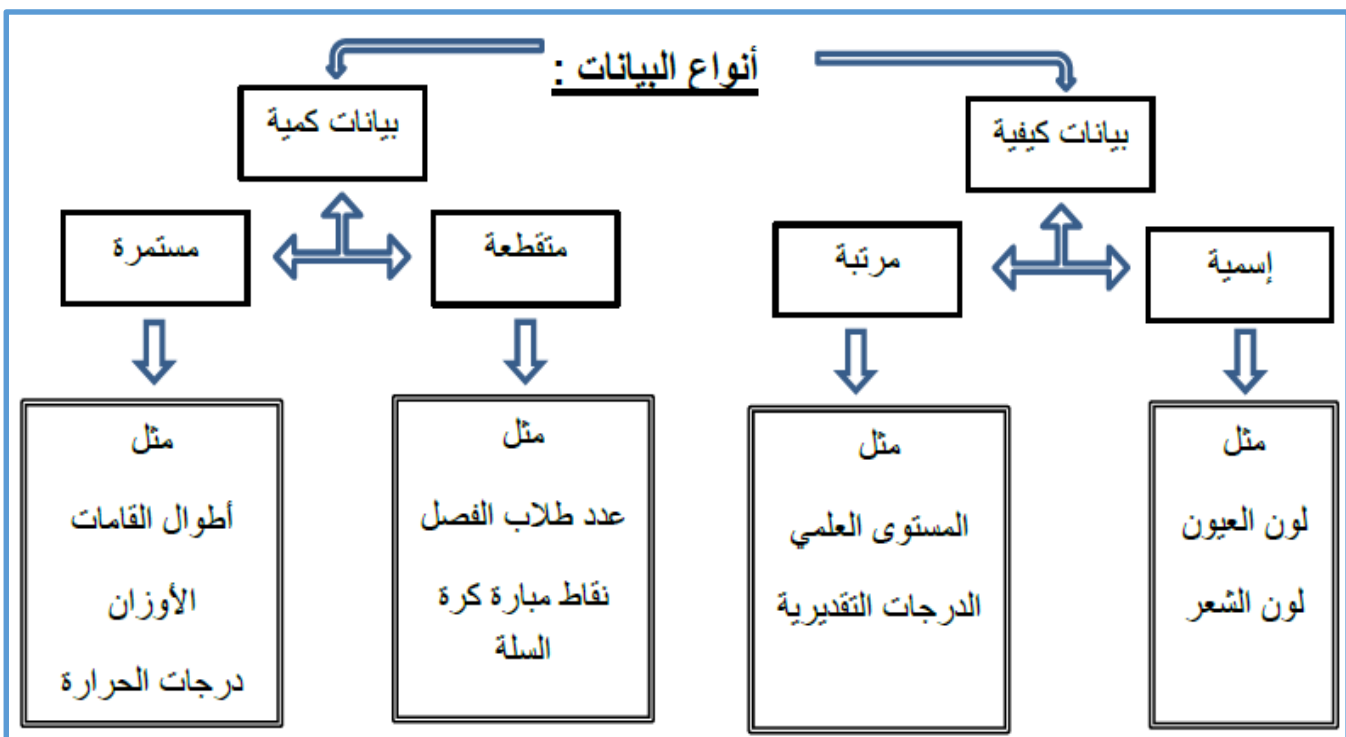 أنواع البيانات :
بيانات كيفية
بيانات كمية
إسمية
مرتبة
متقطعة
مستمرة
مثل
لون العيون
لون الشعر
مثل
المستوى العلمي
الدرجات التقديرية
مثل
عدد طلاب الفصل
نقاط مبارة كرة
السلة
مثل
أطوال القامات
الأوزان
درجات الحرارة